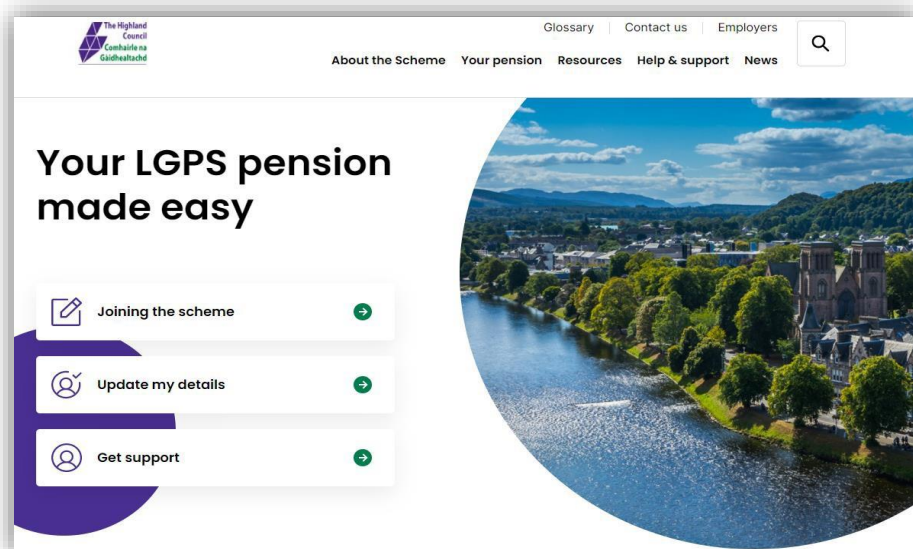 The Highland
Council
Comhairle na
Gàidhealtachd
Glossary Contact us Employers
About the Scheme Your pension Resources Help & support News
Your LGPS pension
made easy
Joining the scheme
Update my details
Get support